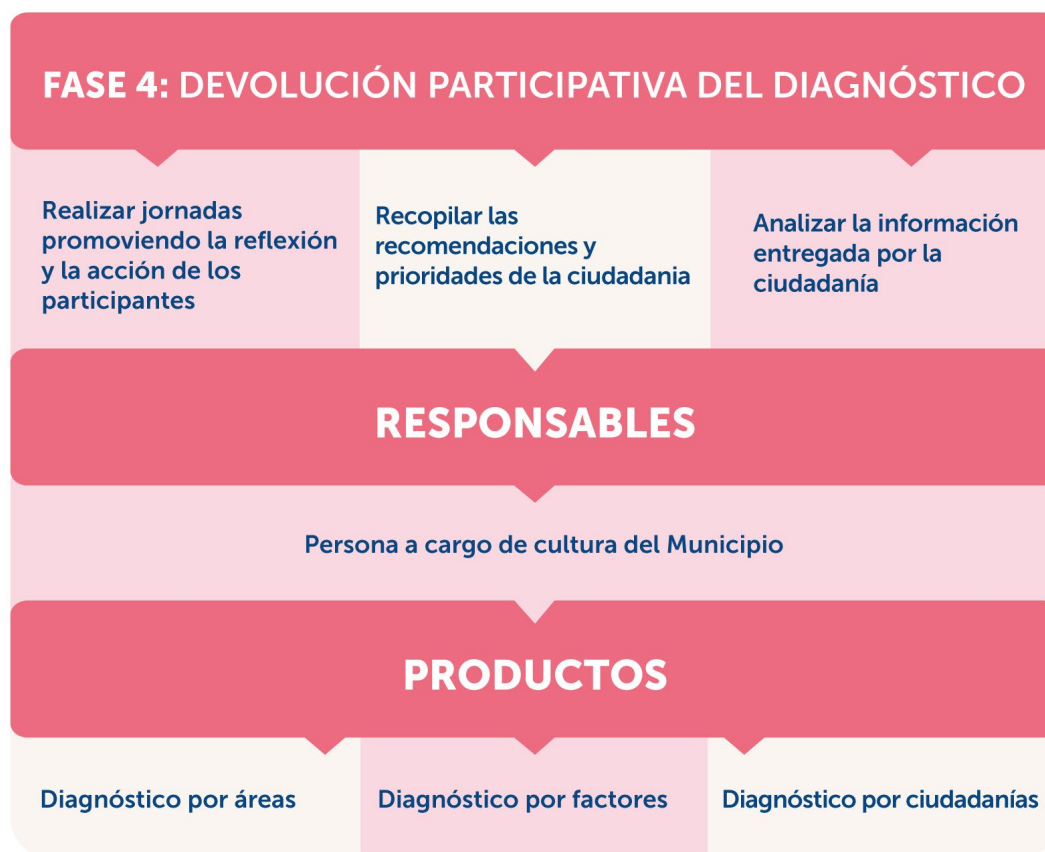 FASE 4: DEVOLUCIÓN PARTICIPATIVA DEL DIAGNÓSTICO
Realizar jornadas
promoviendo la reflexión
y la acción de los
participantes
Recopilar las
recomendaciones y
prioridades de la ciudadania
Analizar la información
entregada por la
ciudadanía
RESPONSABLES
Persona a cargo de cultura del Municipio
PRODUCTOS
Diagnóstico por áreas
Diagnóstico por factores
Diagnóstico por ciudadanías